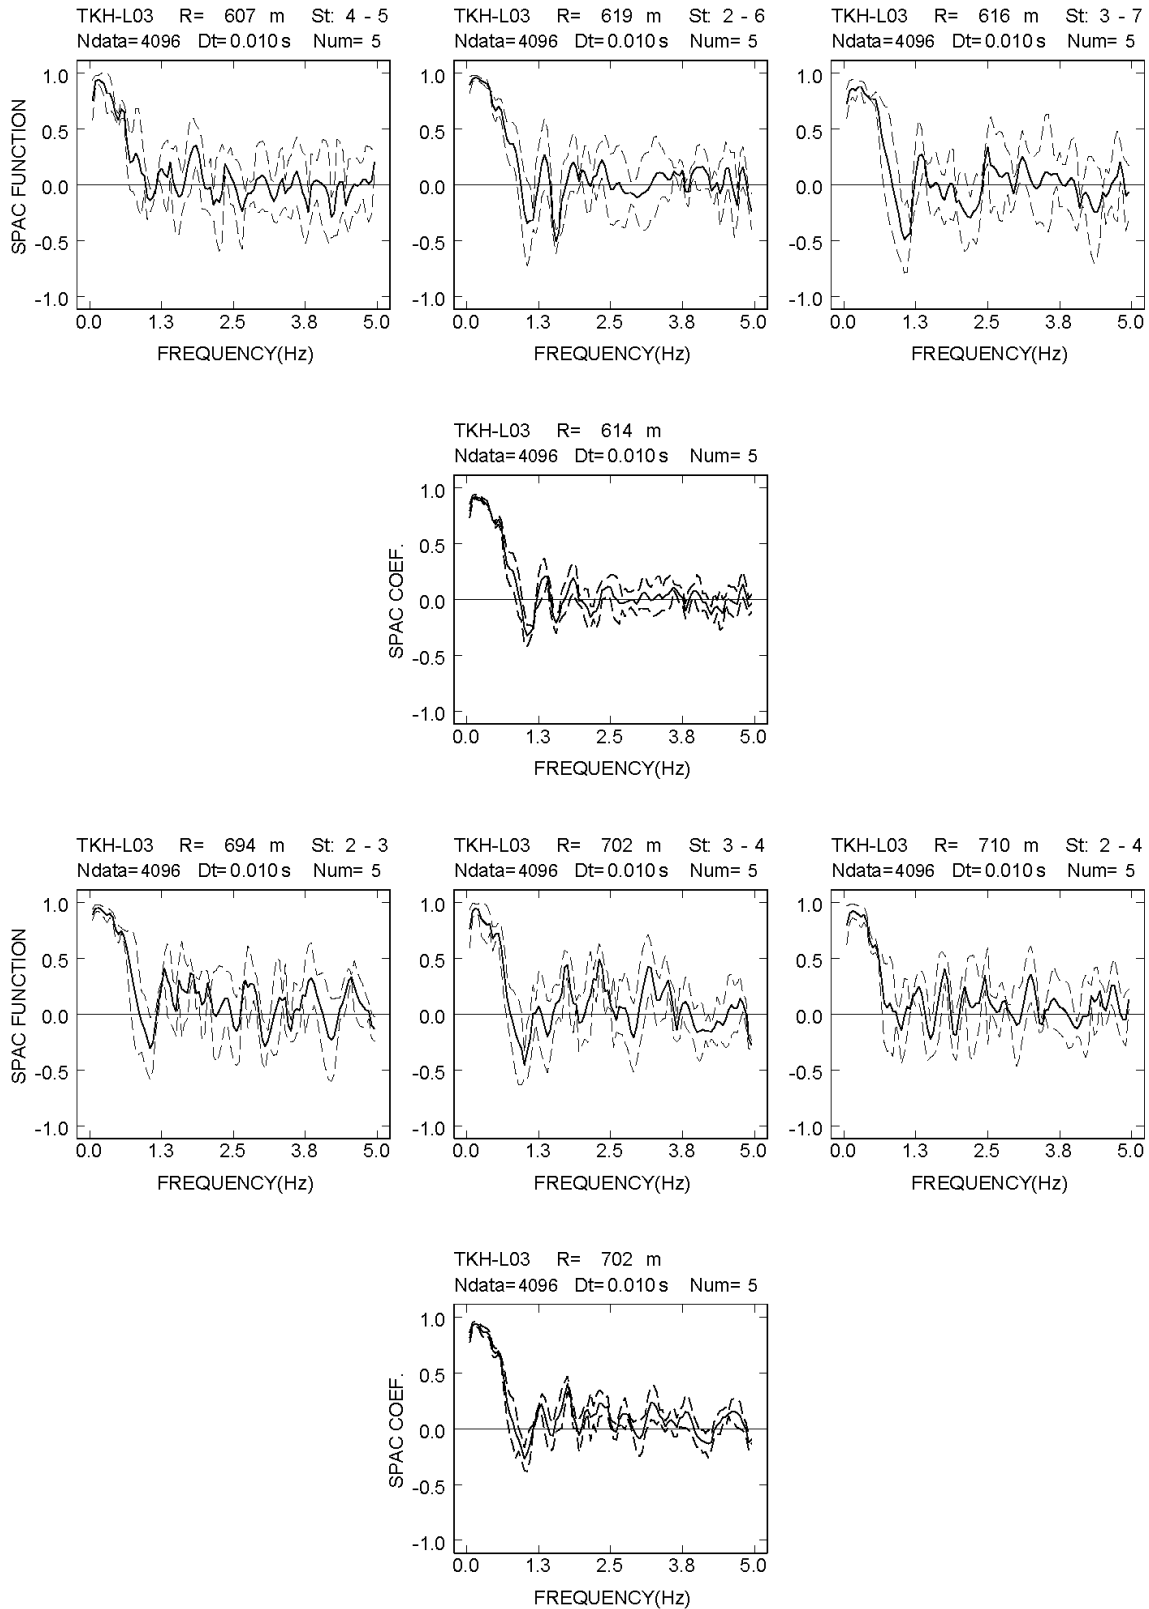 TKH-L03 R= 607 m St: 4 - 5
Ndata=4096 Dt=0.010 s Num= 5
TKH-L03 R= 619 m St: 2 - 6
Ndata=4096 Dt=0.010 s Num= 5
TKH-L03 R= 616 m St: 3 - 7
Ndata=4096 Dt=0.010 s Num= 5
SPAC FUNCTION
1.0
0.5
0.0
-0.5
-1.0
0.0 1.3 2.5 3.8 5.0
FREQUENCY(Hz)
1.0
0.5
0.0
-0.5
-1.0
0.0 1.3 2.5 3.8 5.0
FREQUENCY(Hz)
1.0
0.5
0.0
-0.5
-1.0
0.0 1.3 2.5 3.8 5.0
FREQUENCY(Hz)
TKH-L03 R= 614 m
Ndata=4096 Dt=0.010 s Num= 5
SPAC COEF.
1.0
0.5
0.0
-0.5
-1.0
0.0 1.3 2.5 3.8 5.0
FREQUENCY(Hz)
TKH-L03 R= 694 m St: 2 - 3
Ndata=4096 Dt=0.010 s Num= 5
TKH-L03 R= 702 m St: 3 - 4
Ndata=4096 Dt=0.010 s Num= 5
TKH-L03 R= 710 m St: 2 - 4
Ndata=4096 Dt=0.010 s Num= 5
SPAC FUNCTION
1.0
0.5
0.0
-0.5
-1.0
0.0 1.3 2.5 3.8 5.0
FREQUENCY(Hz)
1.0
0.5
0.0
-0.5
-1.0
0.0 1.3 2.5 3.8 5.0
FREQUENCY(Hz)
1.0
0.5
0.0
-0.5
-1.0
0.0 1.3 2.5 3.8 5.0
FREQUENCY(Hz)
TKH-L03 R= 702 m
Ndata=4096 Dt=0.010 s Num= 5
SPAC COEF.
1.0
0.5
0.0
-0.5
-1.0
0.0 1.3 2.5 3.8 5.0
FREQUENCY(Hz)